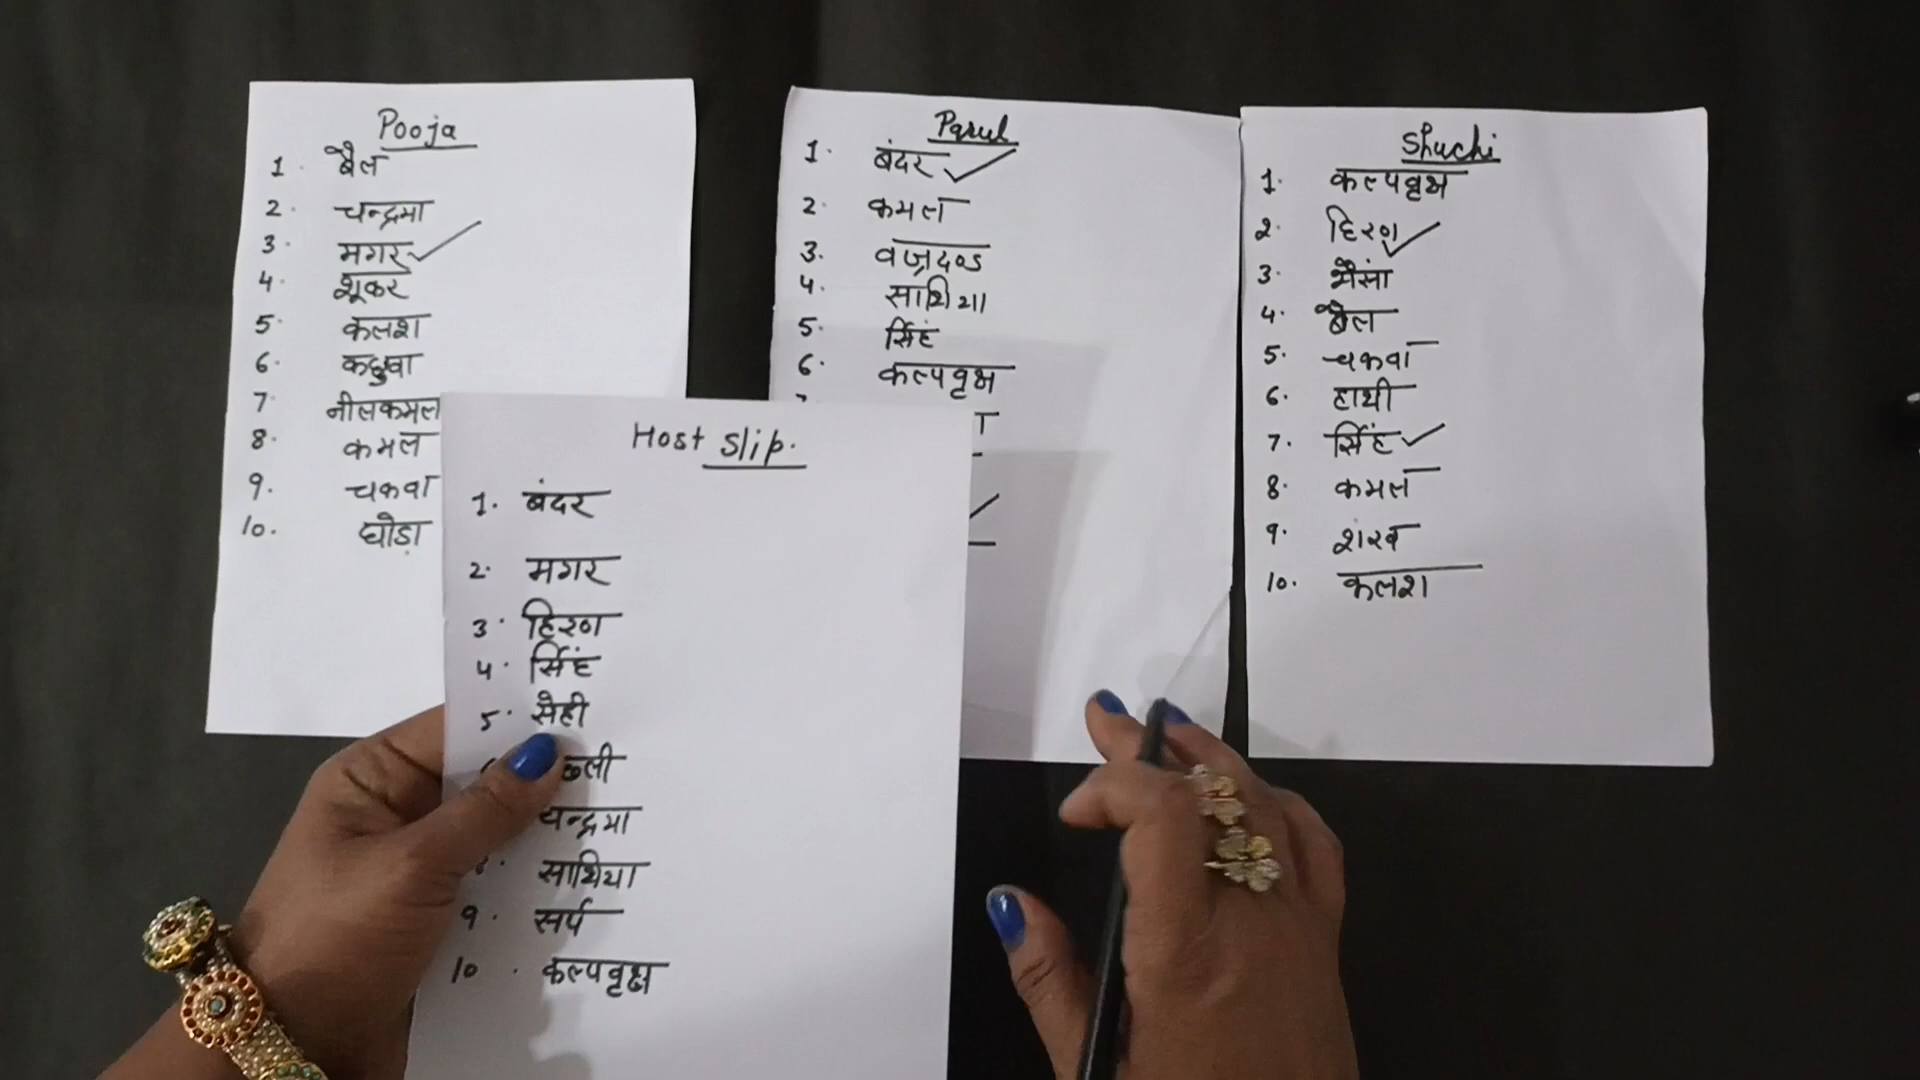 Pooja
1. बैल
2. चन्द्रमा
3. मगर
4. शूकर
5. कलश
6. कछुवा
7. नीलकमल
8. कमल
9. चकवा
10. घोड़ा
Parul
1. बंदर
2. कमल
3. वज्रदण्ड
4. साथिया
5. सिंह
6. कल्पवृक्ष
Shuchi
1. कल्पवृक्ष
2. हिरण
3. भैंसा
4. बैल
5. चकवा
6. हाथी
7. सिंह
8. कमल
9. शंख
10. कलश
Host Slip.
1. बंदर
2. मगर
3. हिरण
4. सिंह
5. सेही
चन्द्रमा
साथिया
9. सर्प
10. कल्पवृक्ष